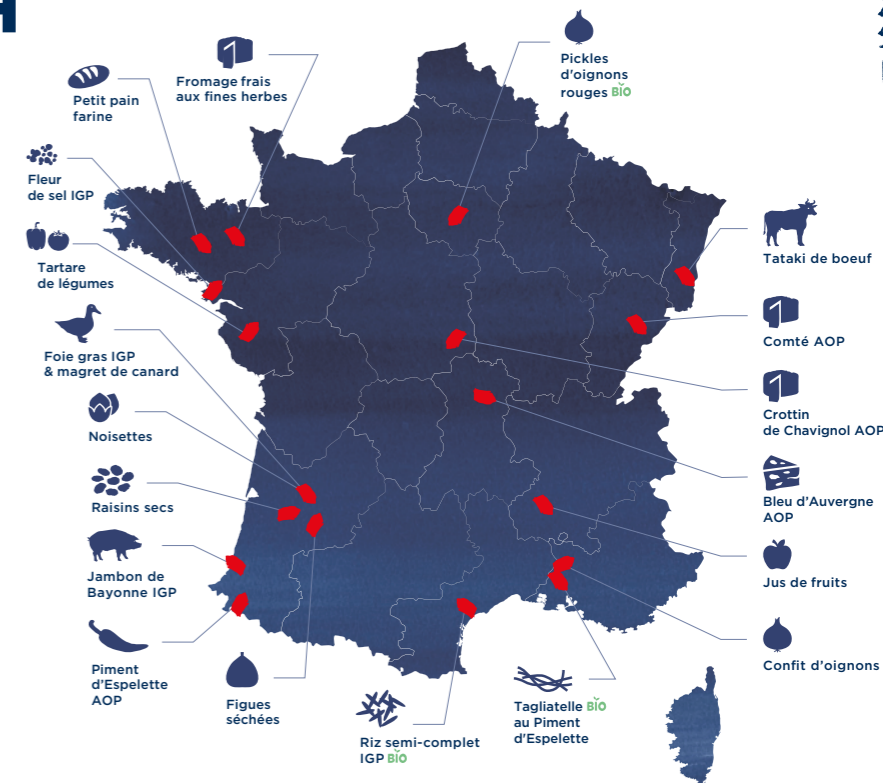 Petit pain
farine
Fromage frais
aux fines herbes
Pickles
d'oignons
rouges BIO
Fleur
de sel IGP
Tartare
de légumes
Foie gras IGP
& magret de canard
Noisettes
Raisins secs
Jambon de
Bayonne IGP
Piment
d'Espelette
AOP
Figues
séchées
Riz semi-complet
IGP BIO
Tagliatelle BIO
au Piment
d'Espelette
Tataki de boeuf
Comté AOP
Crottin
de Chavignol AOP
Bleu d'Auvergne
AOP
Jus de fruits
Confit d'oignons